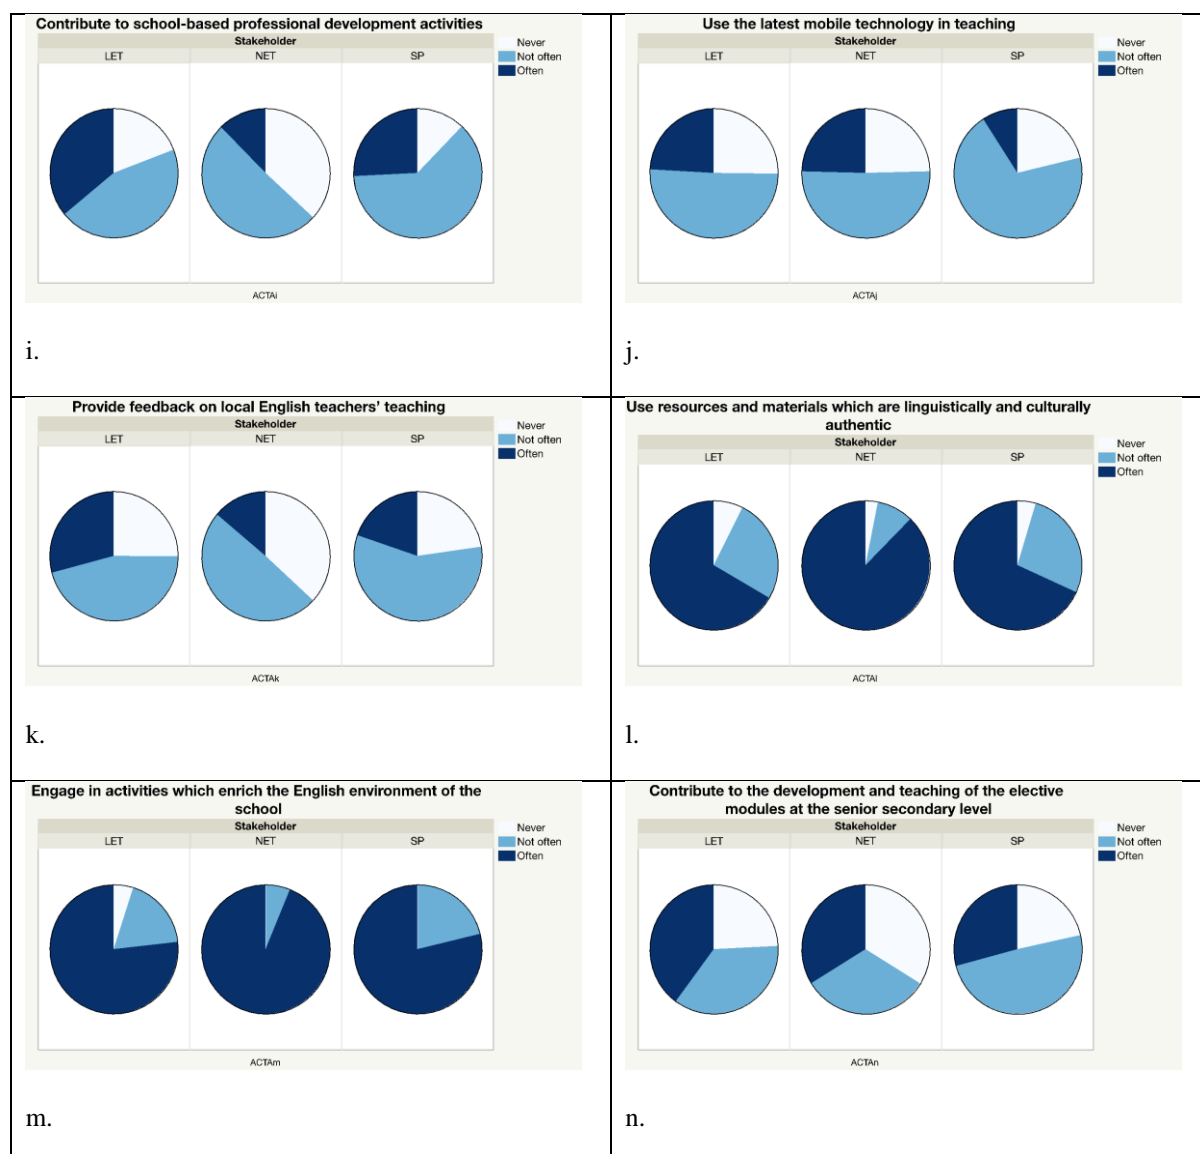 Contribute to school-based professional development activities
Stakeholder
LET NET SP
Never
Not often
Often
ACTAi
i.
Use the latest mobile technology in teaching
Stakeholder
LET NET SP
Never
Not often
Often
ACTAj
j.
Provide feedback on local English teachers' teaching
Stakeholder
LET NET SP
Never
Not often
Often
ACTAk
k.
Use resources and materials which are linguistically and culturally
authentic
Stakeholder
LET NET SP
Never
Not often
Often
ACTAl
l.
Engage in activities which enrich the English environment of the
school
Stakeholder
LET NET SP
Never
Not often
Often
ACTAm
m.
Contribute to the development and teaching of the elective
modules at the senior secondary level
Stakeholder
LET NET SP
Never
Not often
Often
ACTAn
n.